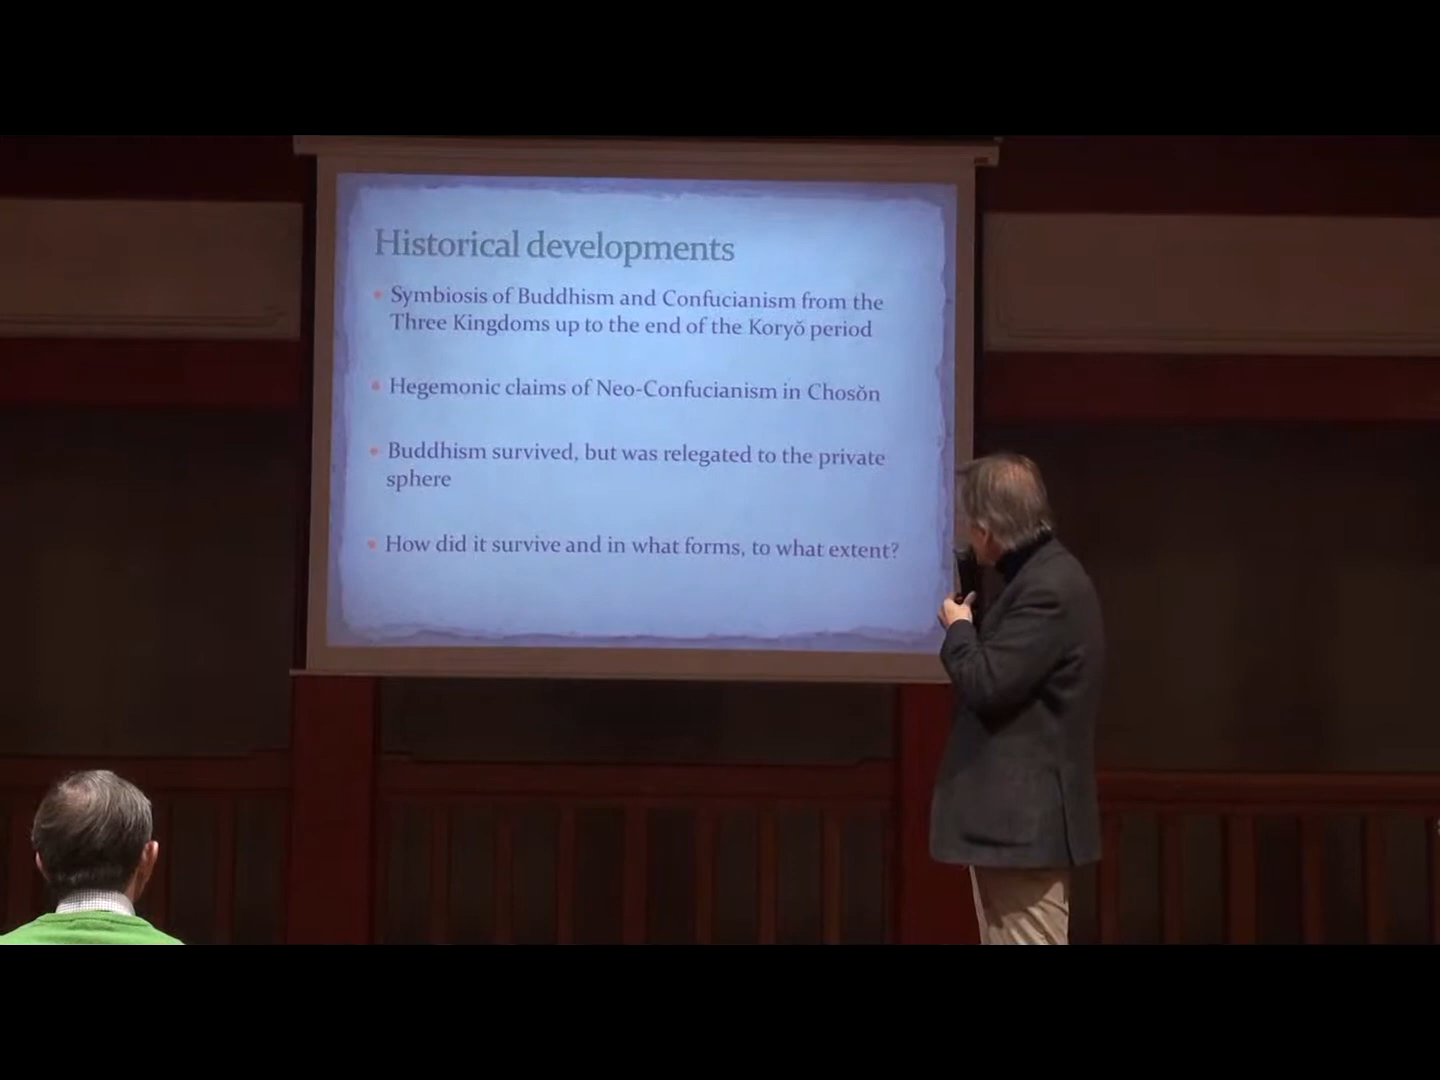 Historical developments
Symbiosis of Buddhism and Confucianism from the
Three Kingdoms up to the end of the Koryŏ period
Hegemonic claims of Neo-Confucianism in Chosŏn
Buddhism survived, but was relegated to the private
sphere
How did it survive and in what forms, to what extent?